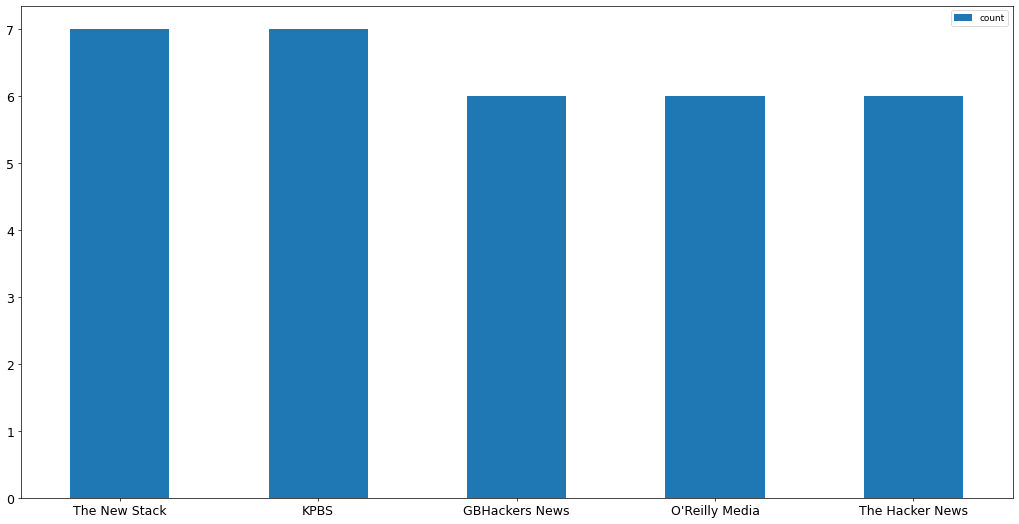 count
7
6
5
4
3
2
1
0
The New Stack
KPBS
GBHackers News
O'Reilly Media
The Hacker News